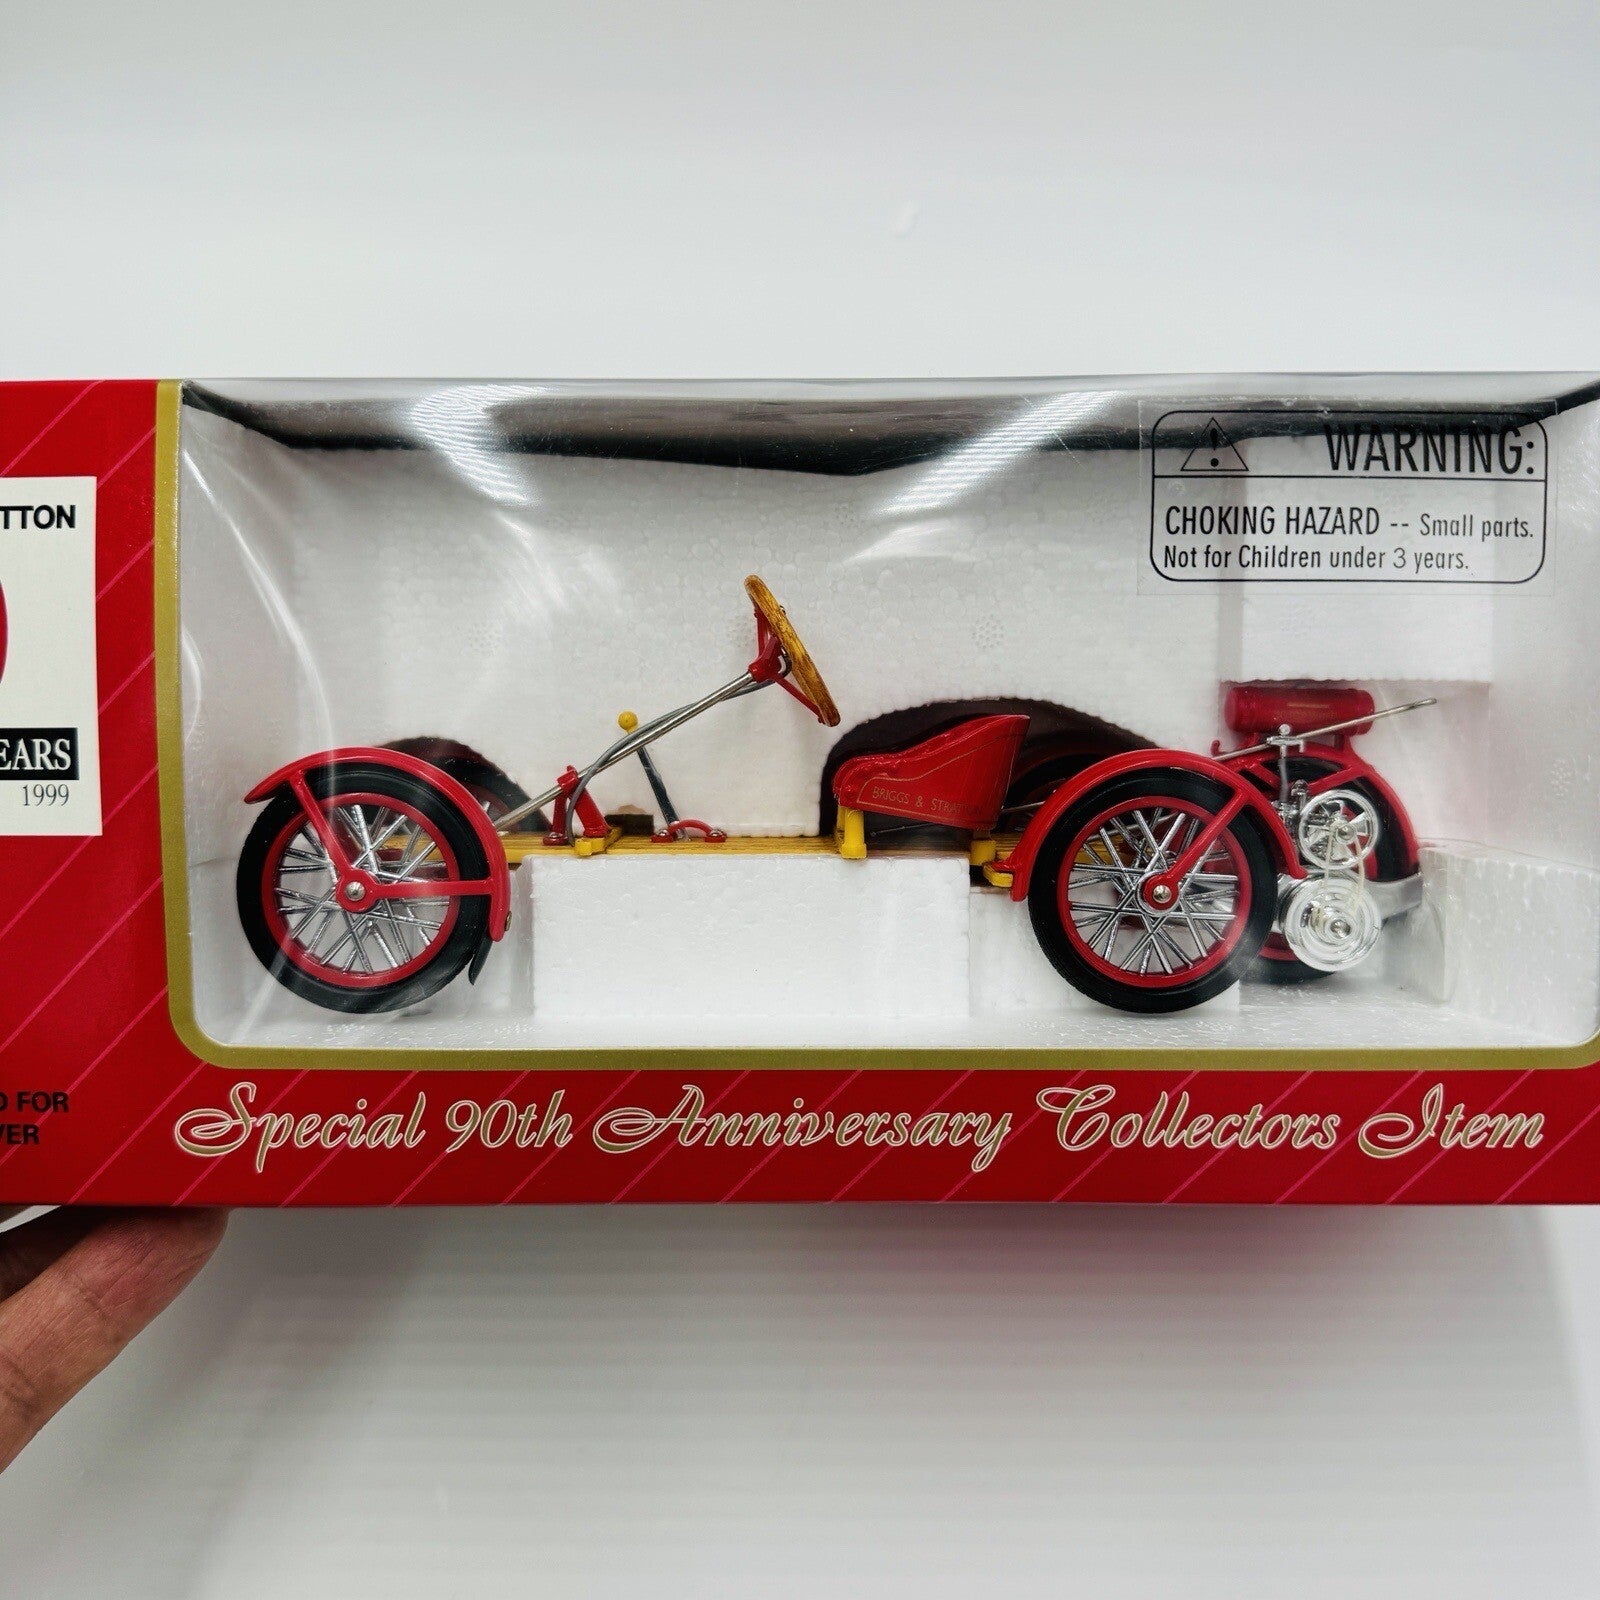 TTON
EARS
1999
WARNING:
CHOKING HAZARD -- Small parts.
Not for Children under 3 years.
BRIGGS & STRATTON
FOR
VER
Special 90th Anniversary Collectors Item